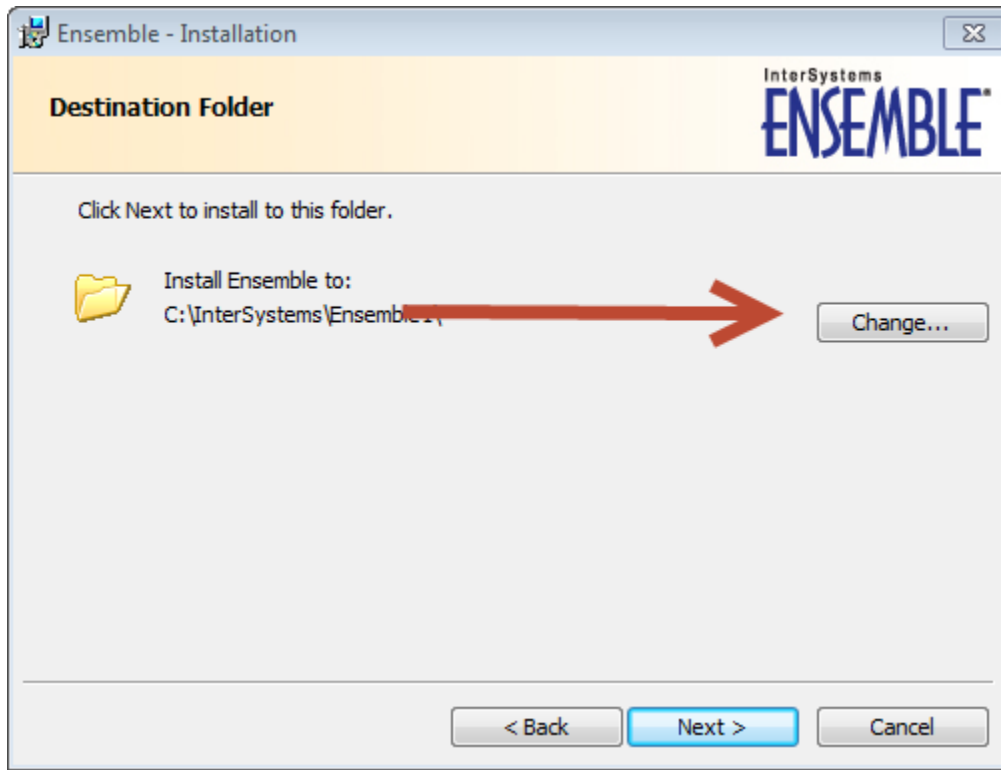 Ensemble - Installation
Destination Folder
InterSystems
ENSEMBLE
Click Next to install to this folder.
Install Ensemble to:
C:\InterSystems\Ensemble1\
Change...
< Back
Next >
Cancel